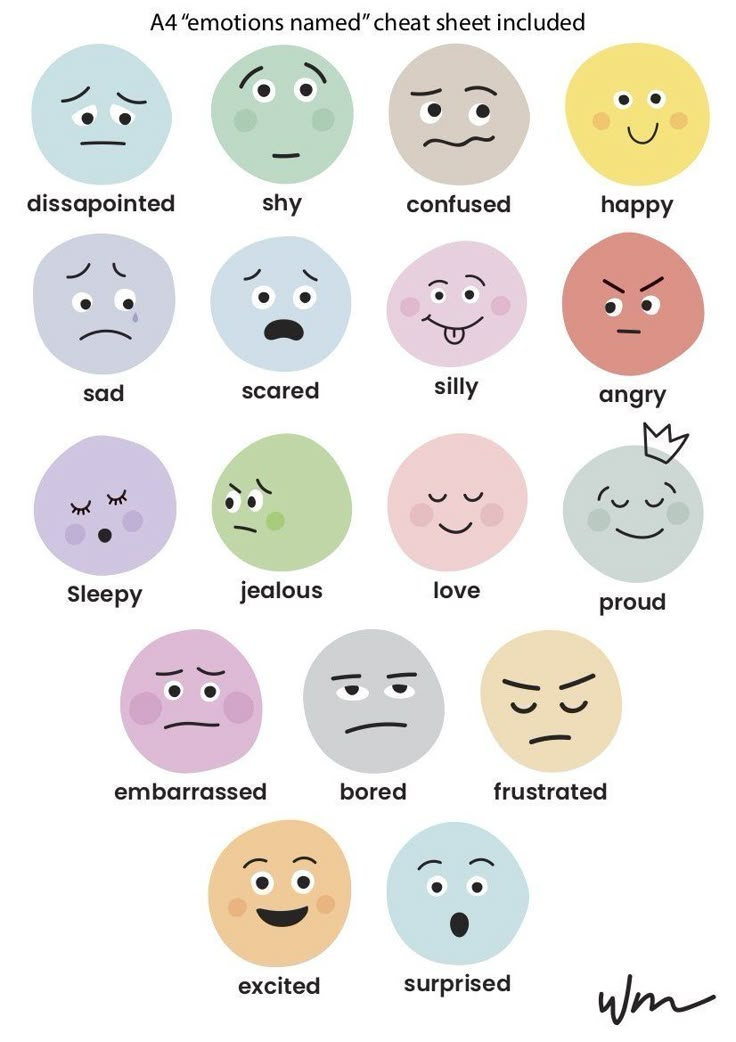 A4 “emotions named” cheat sheet included
dissapointed shy confused happy
sad scared silly angry
Sleepy jealous love proud
embarrassed bored frustrated
excited surprised
Wm